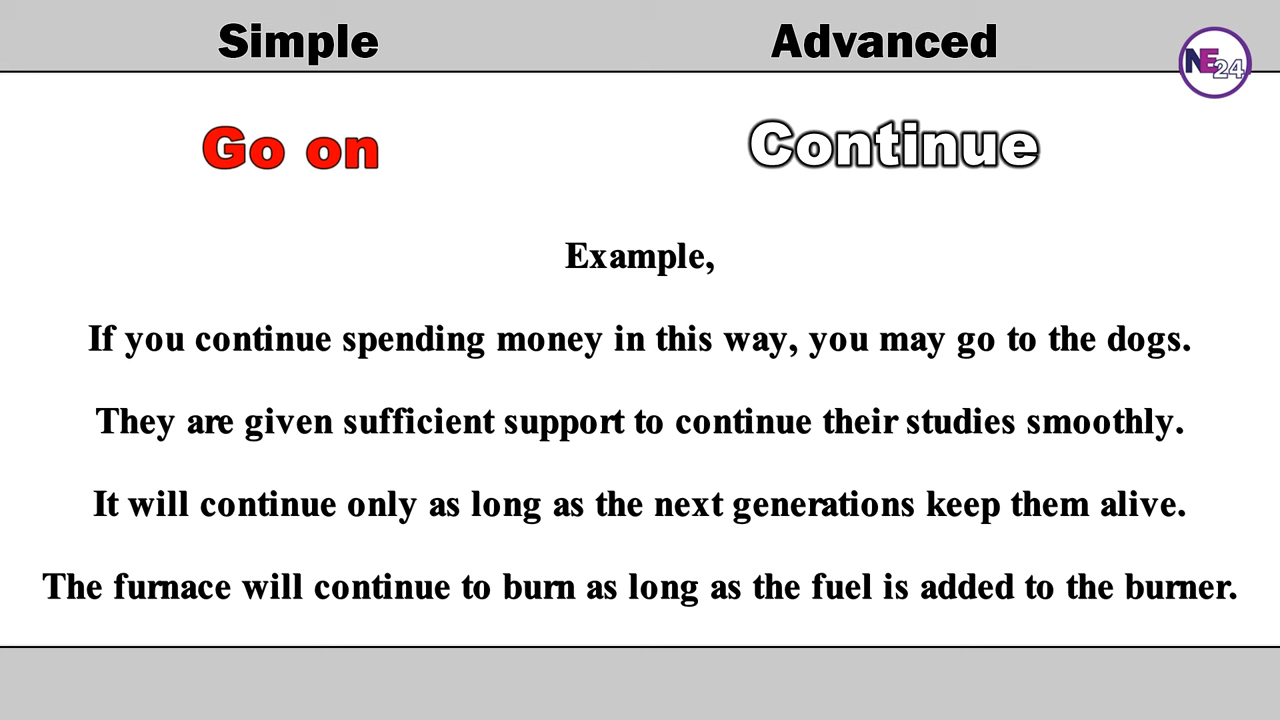 Simple Advanced
NE24
Go on Continue
Example,
If you continue spending money in this way, you may go to the dogs.
They are given sufficient support to continue their studies smoothly.
It will continue only as long as the next generations keep them alive.
The furnace will continue to burn as long as the fuel is added to the burner.